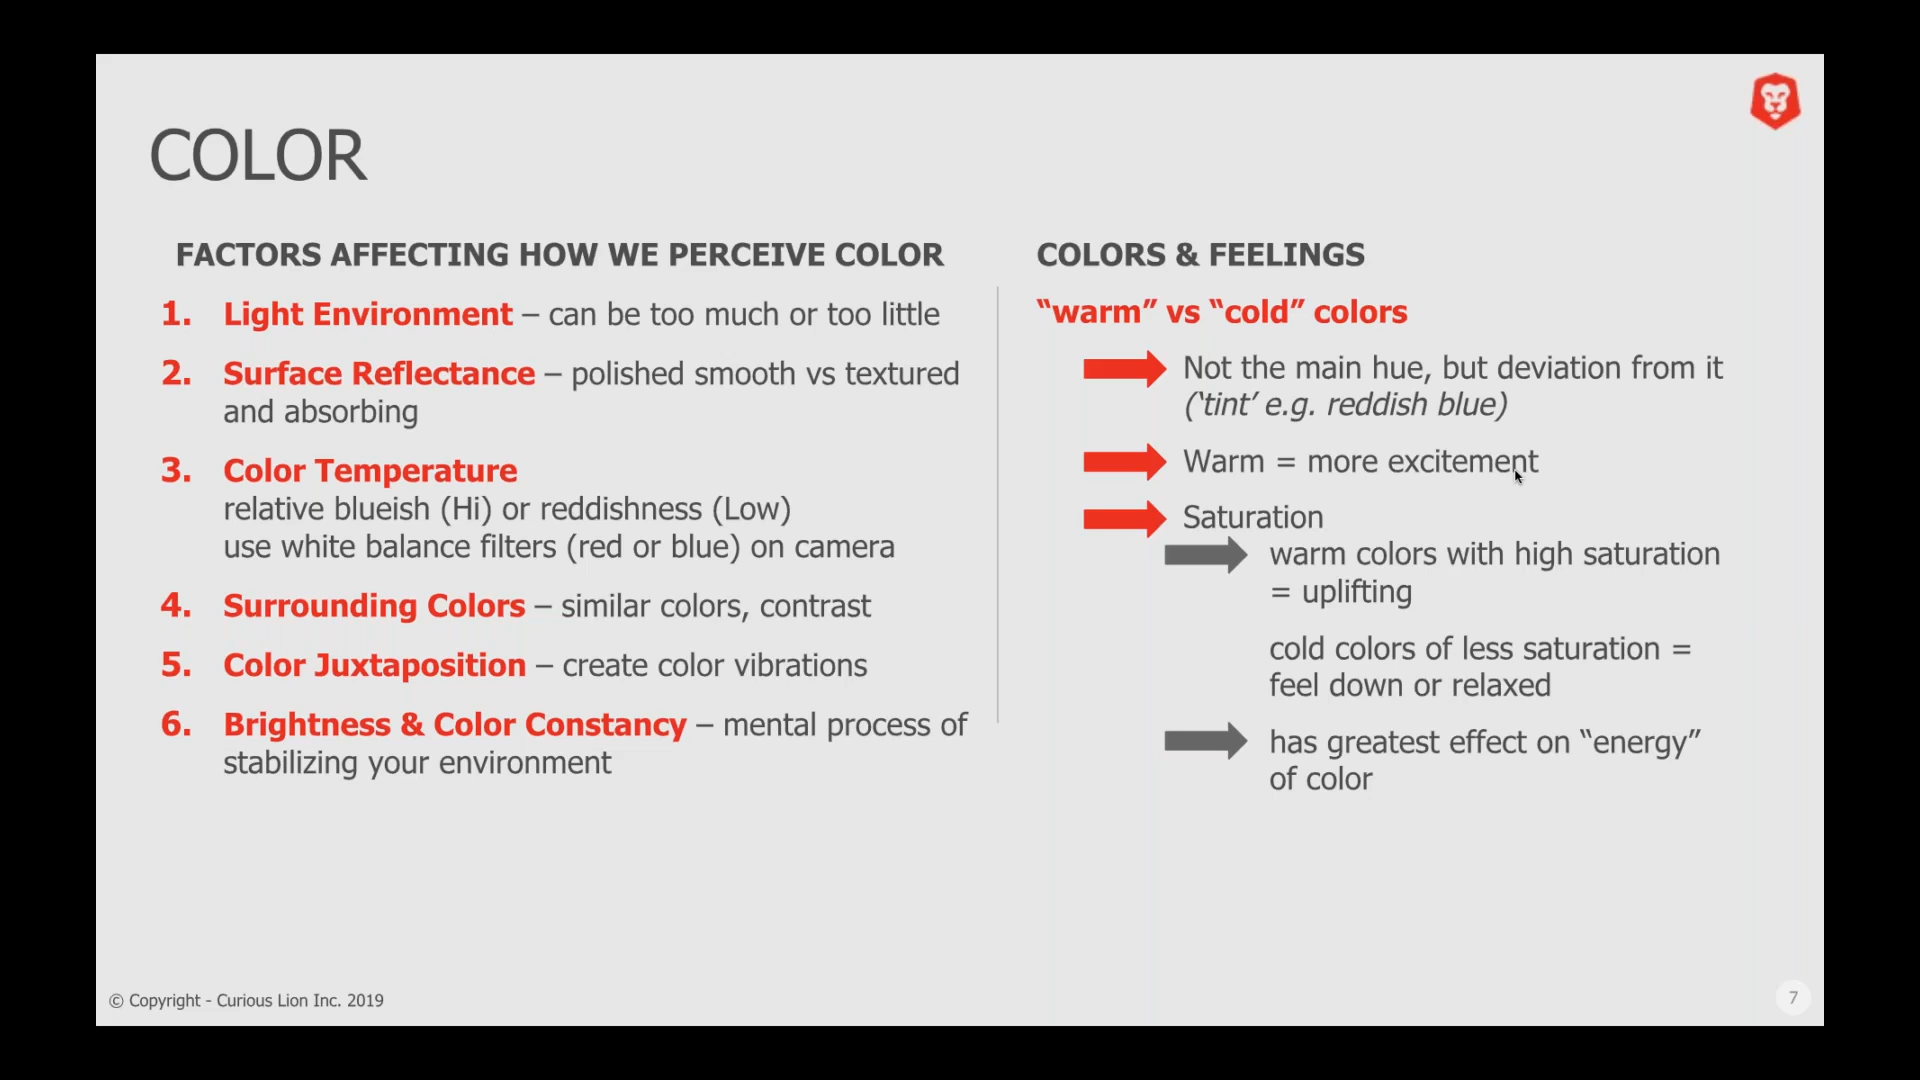 COLOR
FACTORS AFFECTING HOW WE PERCEIVE COLOR
1. Light Environment – can be too much or too little
2. Surface Reflectance – polished smooth vs textured
and absorbing
3. Color Temperature
relative blueish (Hi) or reddishness (Low)
use white balance filters (red or blue) on camera
4. Surrounding Colors – similar colors, contrast
5. Color Juxtaposition – create color vibrations
6. Brightness & Color Constancy – mental process of
stabilizing your environment
COLORS & FEELINGS
“warm” vs “cold” colors
Not the main hue, but deviation from it
(‘tint’ e.g. reddish blue)
Warm = more excitement
Saturation
warm colors with high saturation
= uplifting
cold colors of less saturation =
feel down or relaxed
has greatest effect on “energy”
of color
© Copyright - Curious Lion Inc. 2019
7